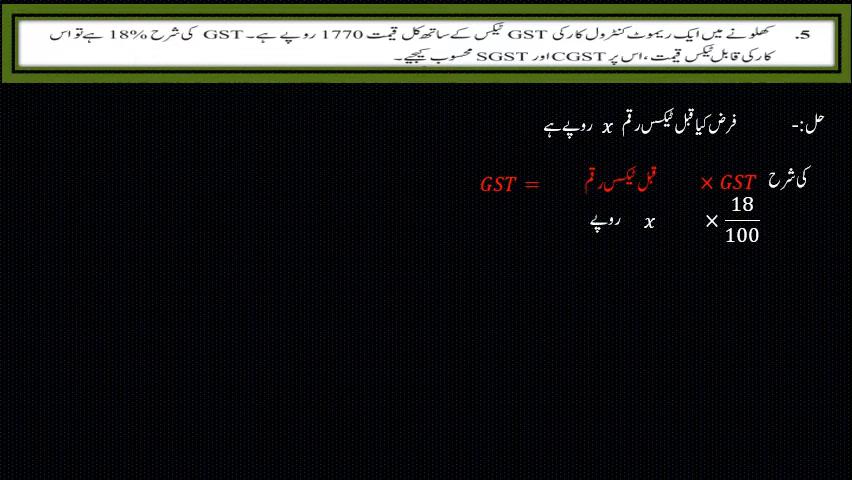 5. کھلونے میں ایک ریموٹ کنٹرول کار کی GST ٹیکس کے ساتھ کل قیمت 1770 روپے ہے۔ GST کی شرح 18% ہے تو اس
کار کی قابل ٹیکس قیمت، اس پر CGST اور SGST محسوب کیجیے۔
حل:- فرض کیا قبل ٹیکس رقم x روپے ہے
GST = قبل ٹیکس رقم × GST کی شرح
روپے x × 18/100